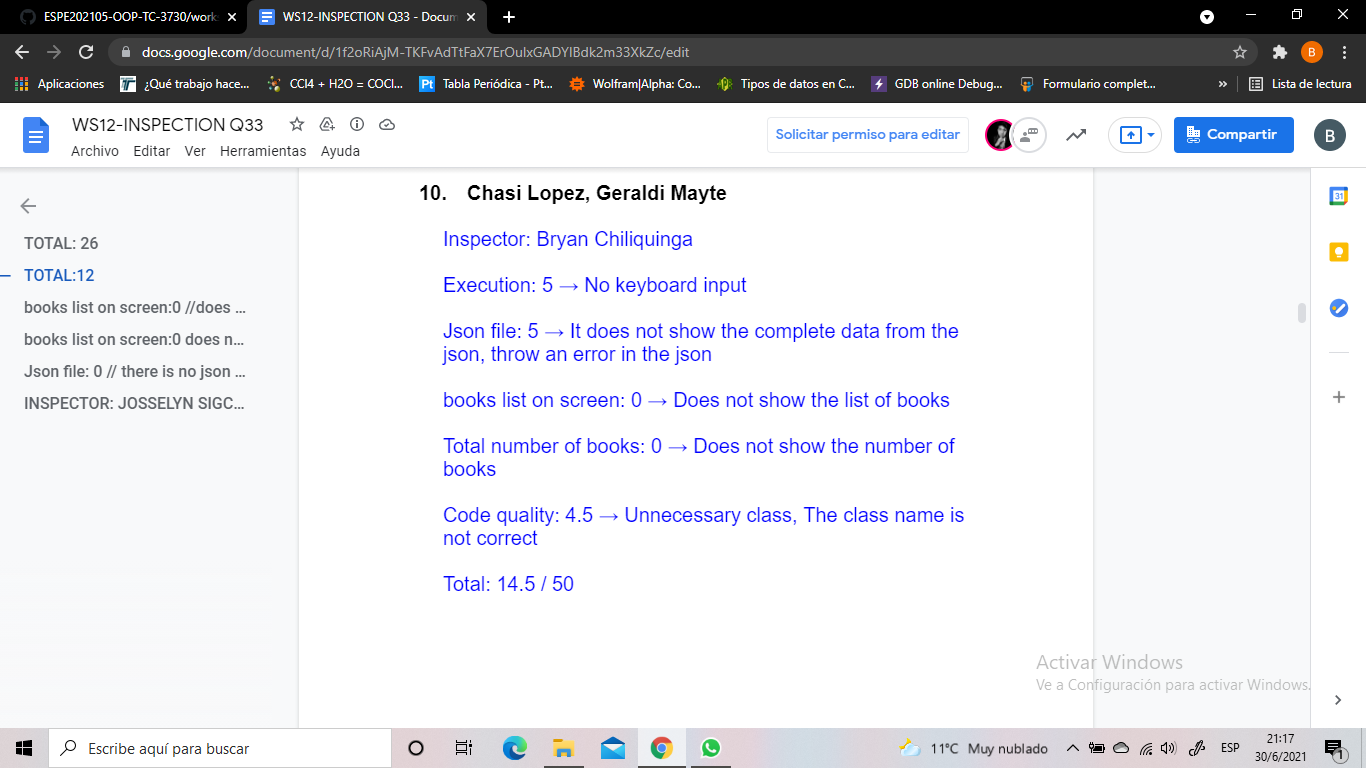 ESPE202105-OOP-TC-3730/work
WS12-INSPECTION Q33 - Docum
docs.google.com/document/d/1f2oRiAjM-TKFvAdTtFaX7ErOulxGADYlBdk2m33XkZc/edit
B
Aplicaciones
¿Qué trabajo hace...
CCl4 + H2O = COCl...
Pt Tabla Periódica - Pt...
Wolfram|Alpha: Co...
Tipos de datos en C...
GDB online Debug...
Formulario complet...
»
Lista de lectura
WS12-INSPECTION Q33
Archivo Editar Ver Herramientas Ayuda
Solicitar permiso para editar
Compartir
B
TOTAL: 26
TOTAL:12
books list on screen:0 //does ...
books list on screen:0 does n...
Json file: 0 // there is no json ...
INSPECTOR: JOSSELYN SIGC...
10. Chasi Lopez, Geraldi Mayte
Inspector: Bryan Chiliquinga
Execution: 5 → No keyboard input
Json file: 5 → It does not show the complete data from the
json, throw an error in the json
books list on screen: 0 → Does not show the list of books
Total number of books: 0 → Does not show the number of
books
Code quality: 4.5 → Unnecessary class, The class name is
not correct
Total: 14.5 / 50
31
Activar Windows
Ve a Configuración para activar Windows.
Escribe aquí para buscar
11°C Muy nublado
ESP
21:17
30/6/2021
1